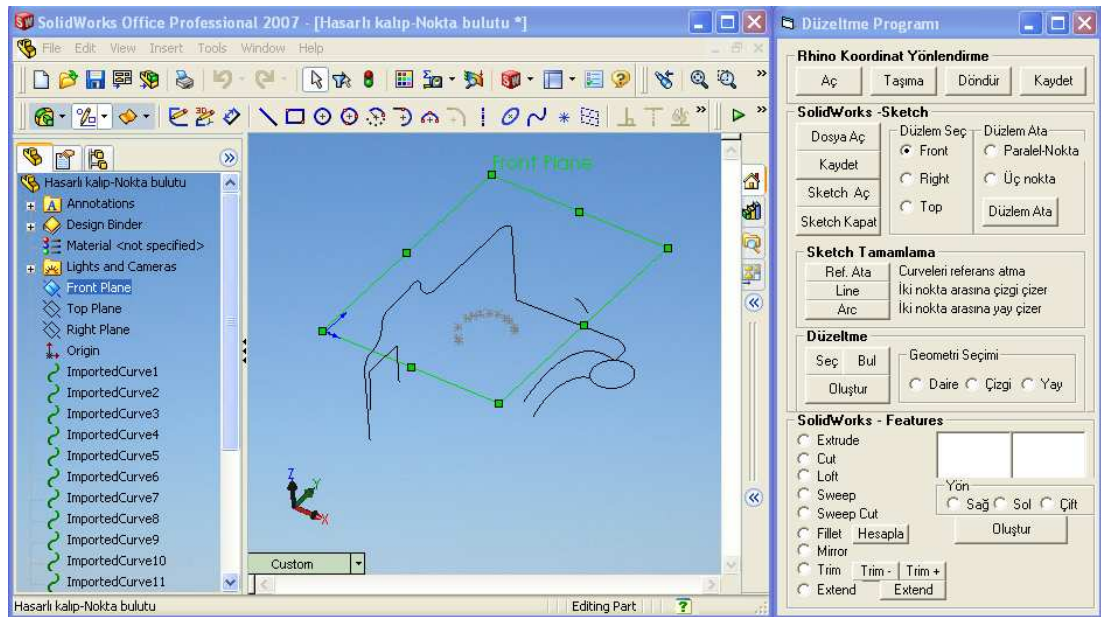 SolidWorks Office Professional 2007 - [Hasarlı kalıp-Nokta bulutu *]
File Edit View Insert Tools Window Help
Hasarlı kalıp-Nokta bulutu
Annotations
Design Binder
Material <not specified>
Lights and Cameras
Front Plane
Top Plane
Right Plane
Origin
ImportedCurve1
ImportedCurve2
ImportedCurve3
ImportedCurve4
ImportedCurve5
ImportedCurve6
ImportedCurve7
ImportedCurve8
ImportedCurve9
ImportedCurve10
ImportedCurve11
Front Plane
Z
Y
X
Custom
Hasarlı kalıp-Nokta bulutu
Editing Part
Düzeltme Programı
Rhino Koordinat Yönlendirme
Aç Taşıma Döndür Kaydet
SolidWorks -Sketch
Dosya Aç
Kaydet
Sketch Aç
Sketch Kapat
Düzlem Seç
Front
Right
Top
Düzlem Ata
Paralel-Nokta
Üç nokta
Düzlem Ata
Sketch Tamamlama
Ref. Ata Curveleri referans atma
Line İki nokta arasına çizgi çizer
Arc İki nokta arasına yay çizer
Düzeltme
Seç Bul
Oluştur
Geometri Seçimi
Daire Çizgi Yay
SolidWorks - Features
Extrude
Cut
Loft
Sweep
Sweep Cut
Fillet Hesapla
Mirror
Trim Trim - Trim +
Extend Extend
Yön
Sağ Sol Çift
Oluştur